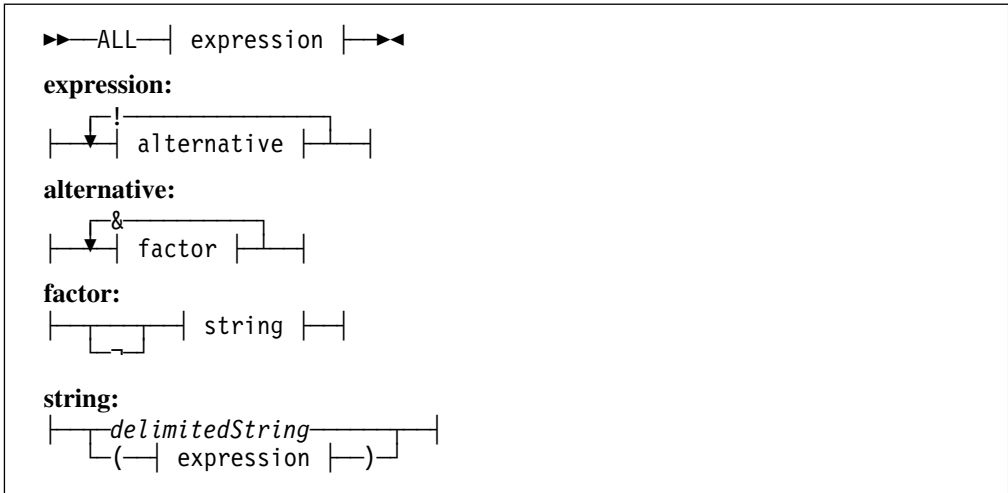 ►►──ALL──┤ expression ├──►◄
expression:
!
┤ alternative ├
alternative:
&
┤ factor ├
factor:
┤ string ├
¬
string:
delimitedString
(──┤ expression ├──)